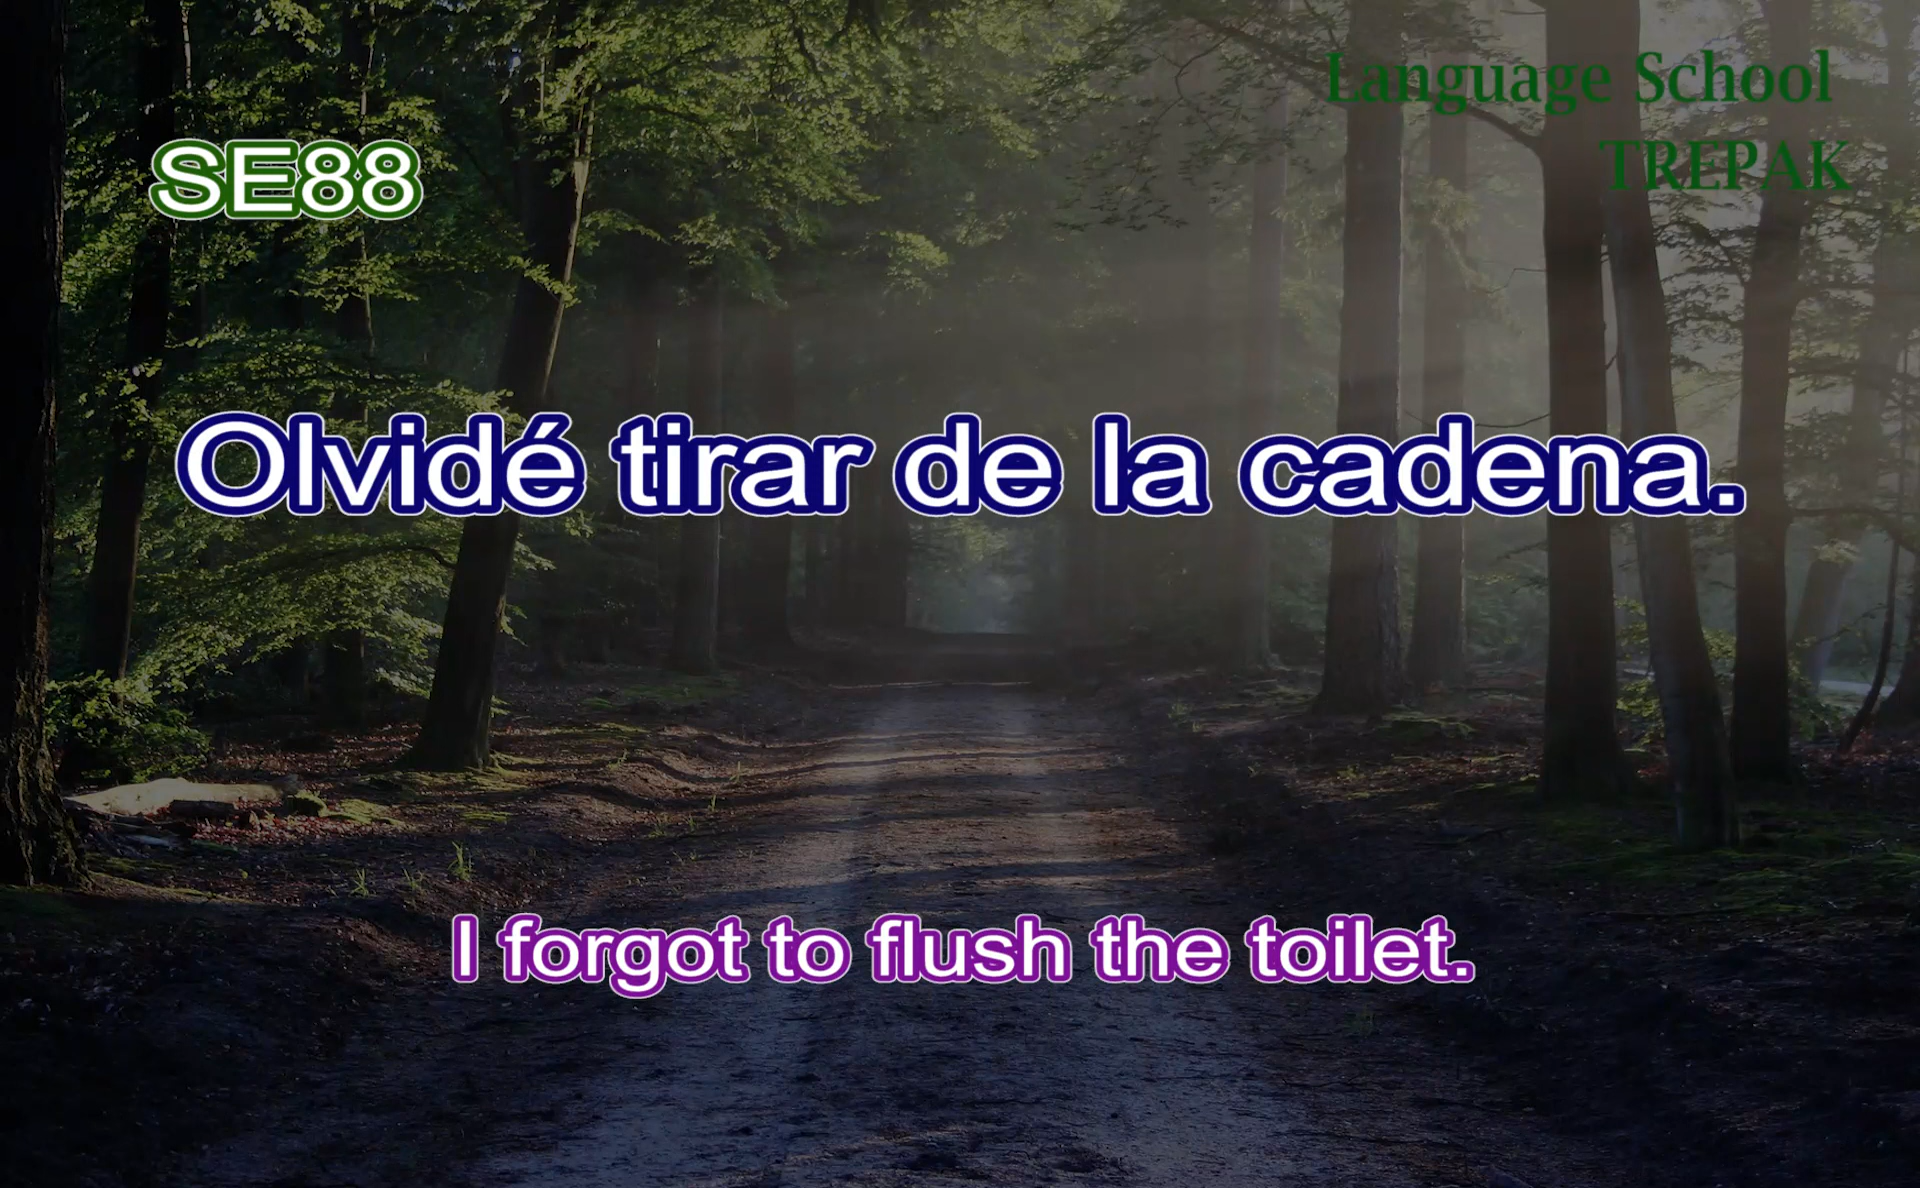 Language School
TREPAK
SE88
Olvidé tirar de la cadena.
I forgot to flush the toilet.